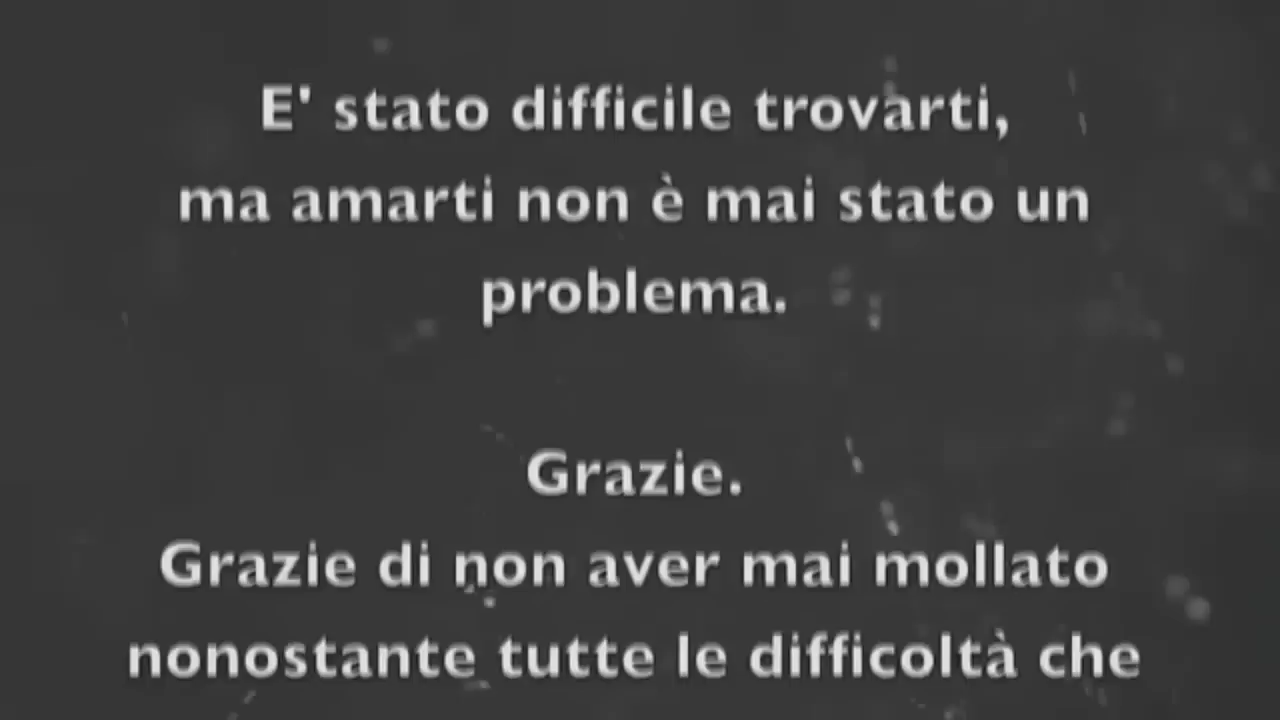 E' stato difficile trovarti,
ma amarti non è mai stato un
problema.
Grazie.
Grazie di non aver mai mollato
nonostante tutte le difficoltà che